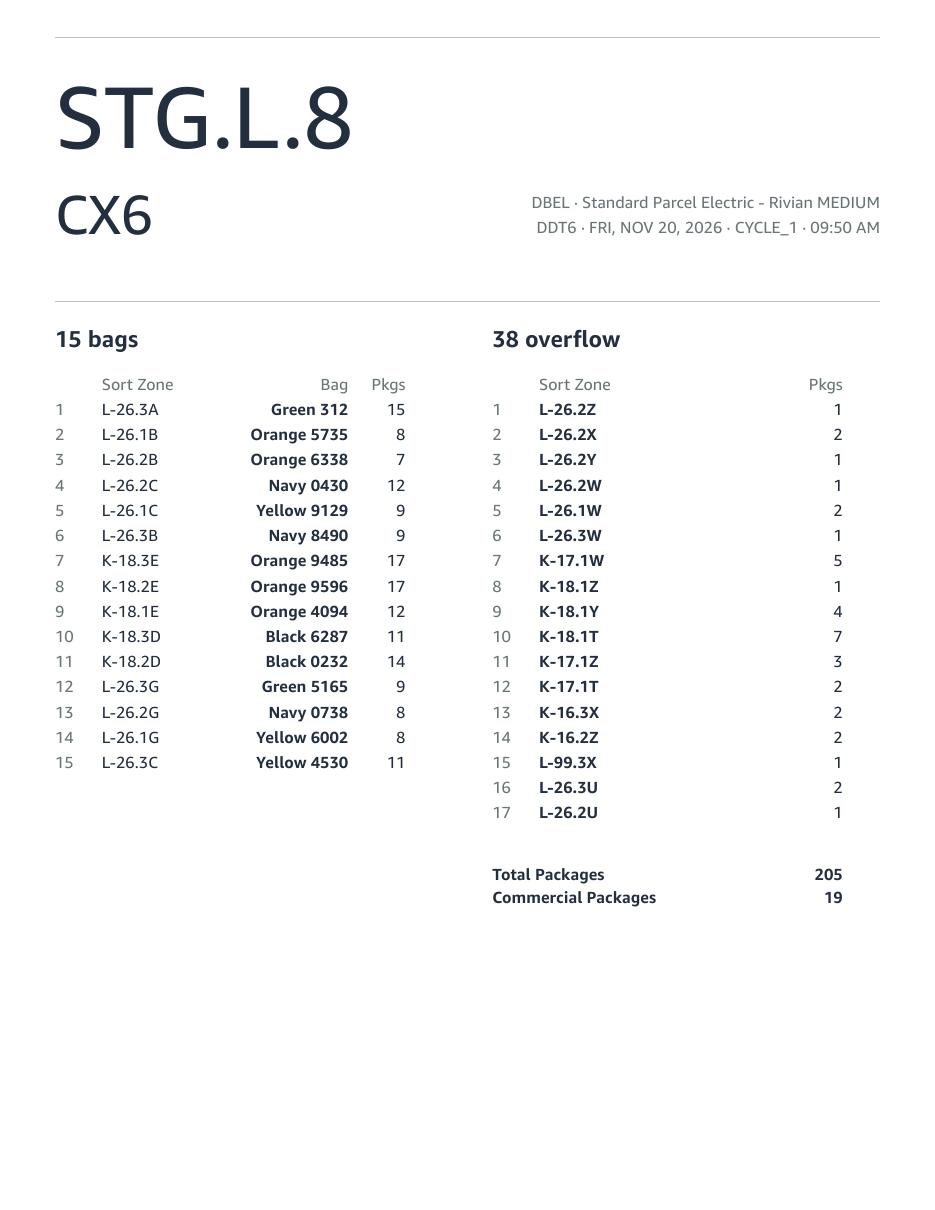 STG.L.8
CX6
DBEL · Standard Parcel Electric - Rivian MEDIUM
DDT6 · FRI, NOV 20, 2026 · CYCLE_1 · 09:50 AM
15 bags
Sort Zone Bag Pkgs
1 L-26.3A Green 312 15
2 L-26.1B Orange 5735 8
3 L-26.2B Orange 6338 7
4 L-26.2C Navy 0430 12
5 L-26.1C Yellow 9129 9
6 L-26.3B Navy 8490 9
7 K-18.3E Orange 9485 17
8 K-18.2E Orange 9596 17
9 K-18.1E Orange 4094 12
10 K-18.3D Black 6287 11
11 K-18.2D Black 0232 14
12 L-26.3G Green 5165 9
13 L-26.2G Navy 0738 8
14 L-26.1G Yellow 6002 8
15 L-26.3C Yellow 4530 11
38 overflow
Sort Zone Pkgs
1 L-26.2Z 1
2 L-26.2X 2
3 L-26.2Y 1
4 L-26.2W 1
5 L-26.1W 2
6 L-26.3W 1
7 K-17.1W 5
8 K-18.1Z 1
9 K-18.1Y 4
10 K-18.1T 7
11 K-17.1Z 3
12 K-17.1T 2
13 K-16.3X 2
14 K-16.2Z 2
15 L-99.3X 1
16 L-26.3U 2
17 L-26.2U 1
Total Packages 205
Commercial Packages 19